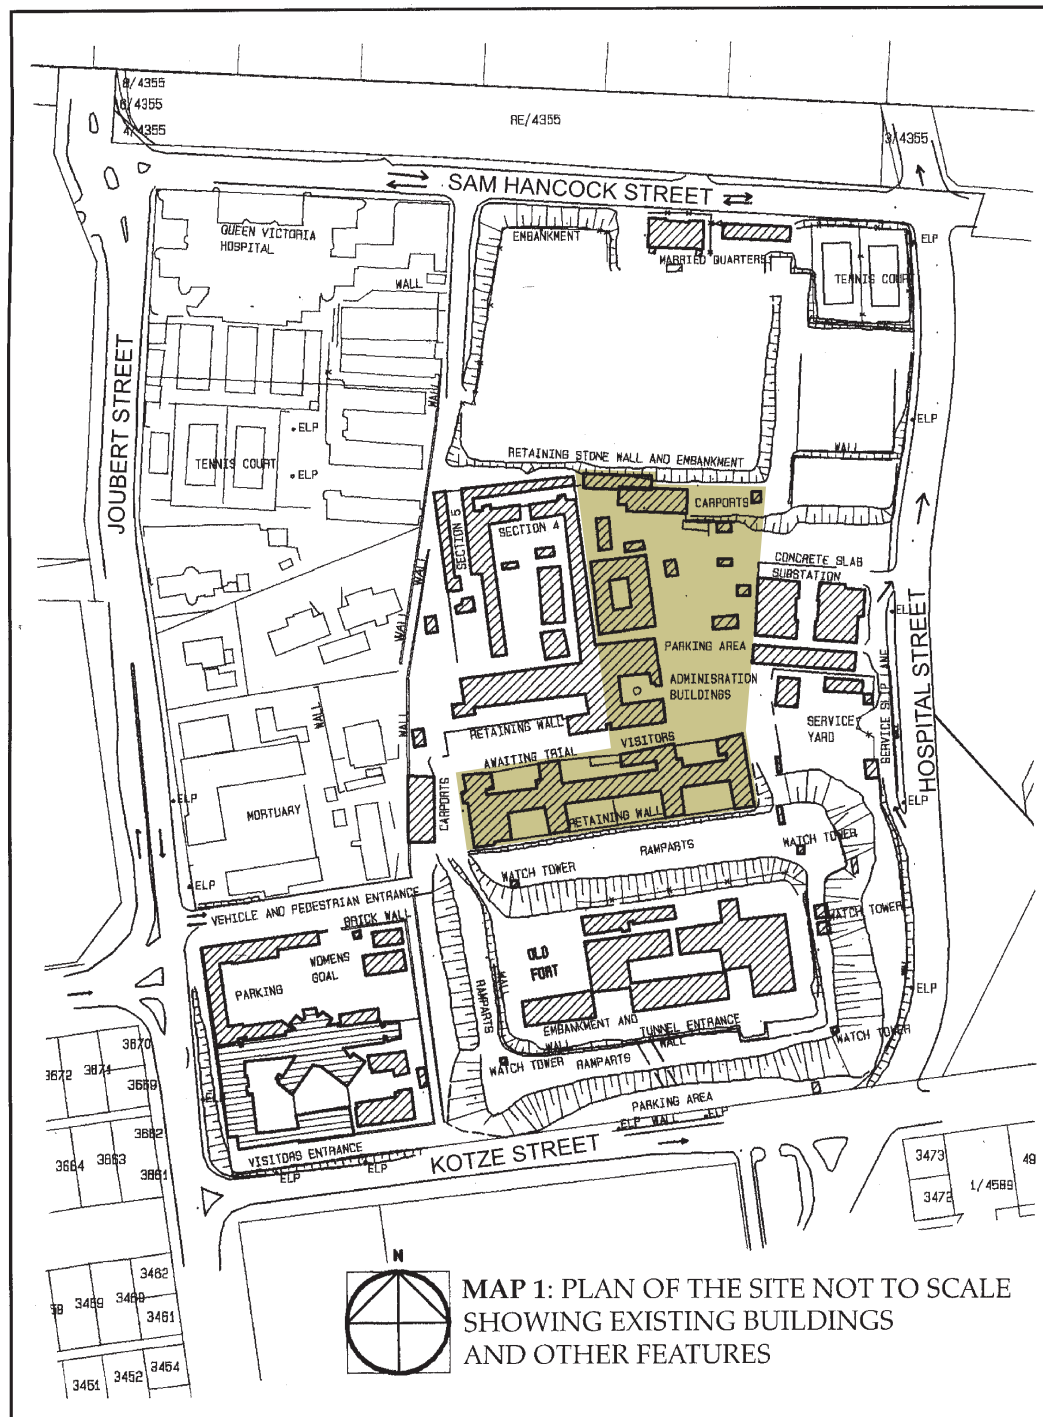 8/4355
6/4355
4/4355
RE/4355
3/4355
SAM HANCOCK STREET
QUEEN VICTORIA
HOSPITAL
EMBANKMENT
MARRIED QUARTERS
ELP
TENNIS COURT
WALL
JOUBERT STREET
WALL
ELP
ELP
TENNIS COURT
ELP
WALL
RETAINING STONE WALL AND EMBANKMENT
CARPORTS
SECTION 5
SECTION 4
WALL
CONCRETE SLAB
SUBSTATION
ELP
WALL
PARKING AREA
ADMINISRATION
BUILDINGS
HOSPITAL STREET
SERVICE SLIP LANE
SERVICE
YARD
WALL
WALL
RETAINING WALL
VISITORS
AWAITING TRIAL
ELP
MORTUARY
CARPORTS
RETAINING WALL
ELP
RAMPARTS
WATCH TOWER
WATCH TOWER
ELP
VEHICLE AND PEDESTRIAN ENTRANCE
BRICK WALL
WATCH TOWER
WOMENS
GOAL
OLD
FORT
PARKING
WALL
RAMPARTS
ELP
EMBANKMENT AND
WALL
TUNNEL ENTRANCE
WALL
WATCH TOWER
WATCH TOWER
RAMPARTS
3670
3672
3671
3669
PARKING AREA
ELP
WALL
ELP
3662
3664
3663
3661
VISITORS ENTRANCE
ELP
ELP
KOTZE STREET
3473
49
3472
1/4589
N
3462
59
3459
3460
3461
3454
3452
3451
MAP 1: PLAN OF THE SITE NOT TO SCALE
SHOWING EXISTING BUILDINGS
AND OTHER FEATURES